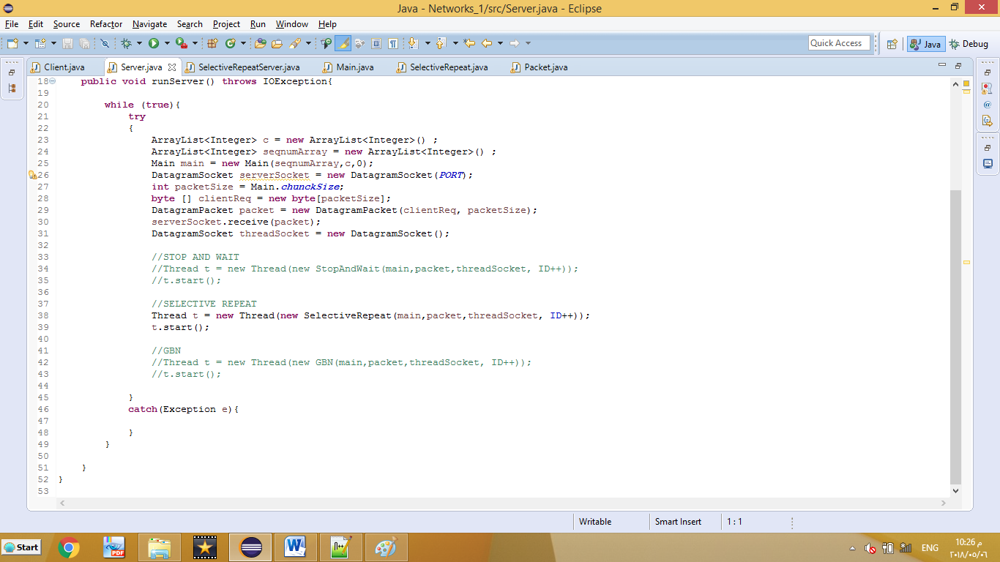 Java - Networks_1/src/Server.java - Eclipse
File Edit Source Refactor Navigate Search Project Run Window Help
Quick Access Java Debug
Client.java Server.java SelectiveRepeatServer.java Main.java SelectiveRepeat.java Packet.java
18 public void runServer() throws IOException{
19
20 while (true){
21 try
22 {
23 ArrayList<Integer> c = new ArrayList<Integer>() ;
24 ArrayList<Integer> seqnumArray = new ArrayList<Integer>() ;
25 Main main = new Main(seqnumArray,c,0);
26 DatagramSocket serverSocket = new DatagramSocket(PORT);
27 int packetSize = Main.chunckSize;
28 byte [] clientReq = new byte[packetSize];
29 DatagramPacket packet = new DatagramPacket(clientReq, packetSize);
30 serverSocket.receive(packet);
31 DatagramSocket threadSocket = new DatagramSocket();
32
33 //STOP AND WAIT
34 //Thread t = new Thread(new StopAndWait(main,packet,threadSocket, ID++));
35 //t.start();
36
37 //SELECTIVE REPEAT
38 Thread t = new Thread(new SelectiveRepeat(main,packet,threadSocket, ID++));
39 t.start();
40
41 //GBN
42 //Thread t = new Thread(new GBN(main,packet,threadSocket, ID++));
43 //t.start();
44
45 }
46 catch(Exception e){
47
48 }
49 }
50
51 }
52 }
53
Writable Smart Insert 1 : 1
Start PDF W n++ ENG
10:26 م
٢٠١٨/٠٥/٠٦